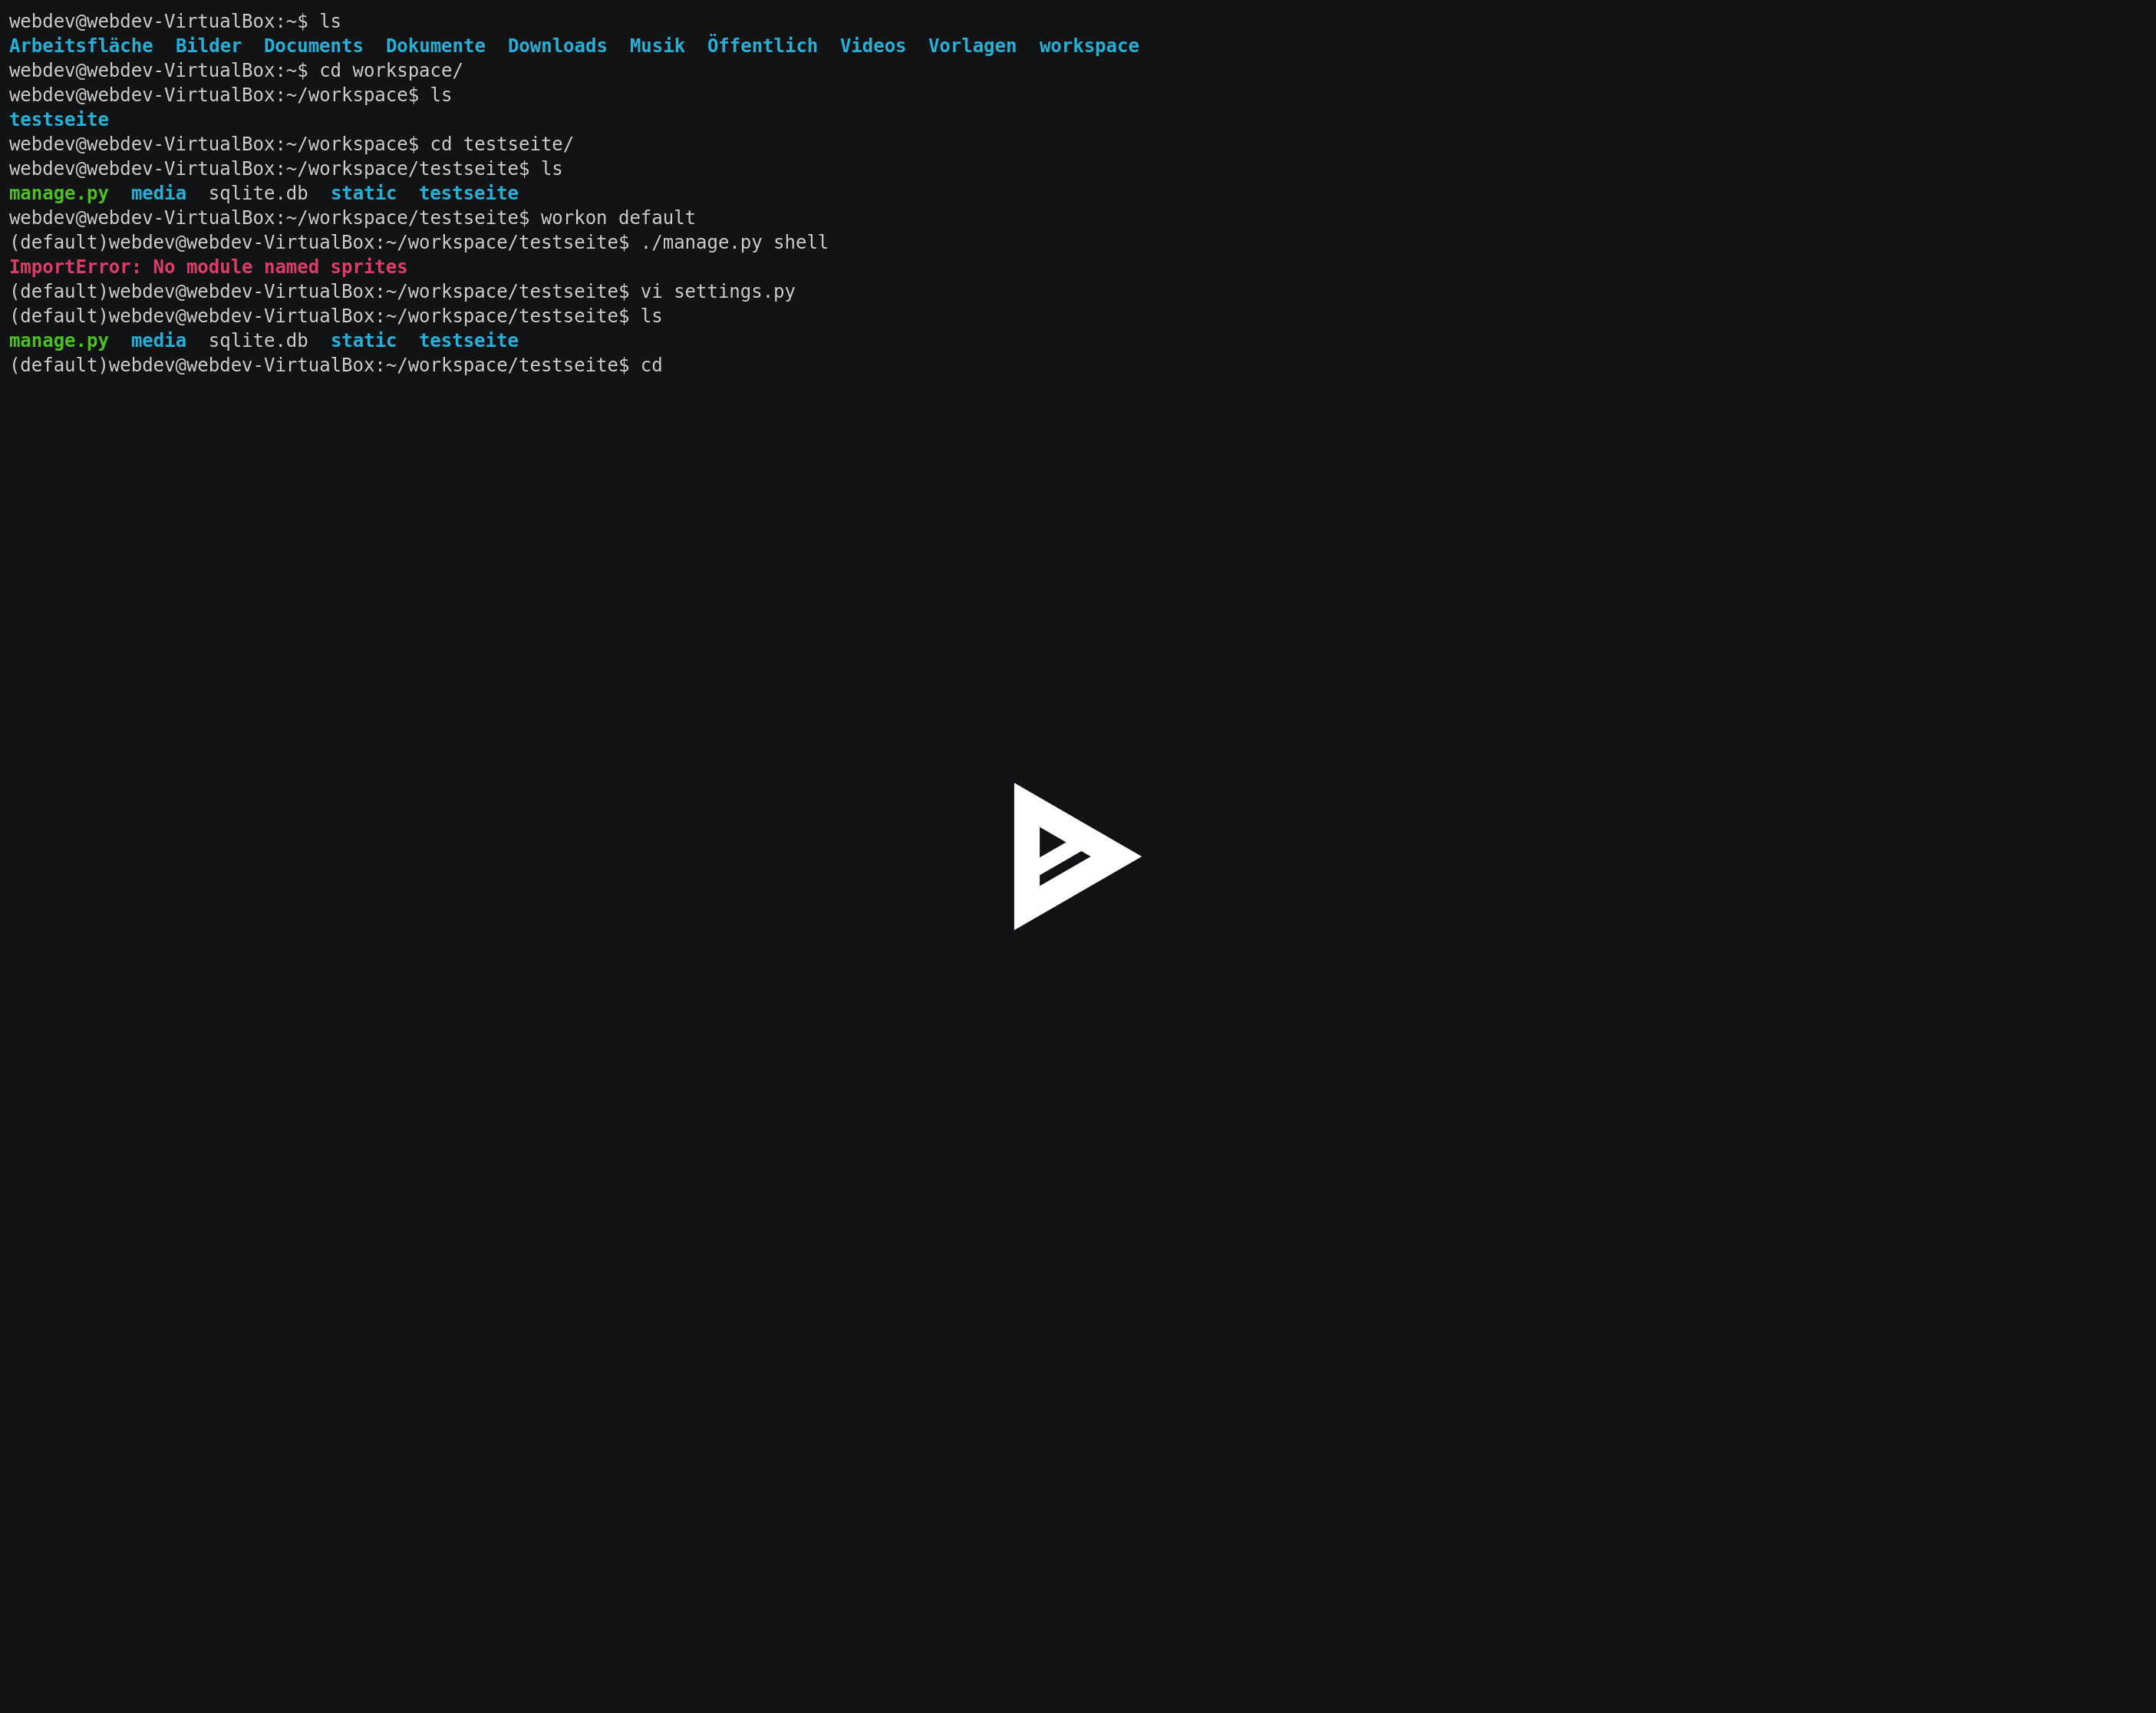 webdev@webdev-VirtualBox:~$ ls
Arbeitsfläche  Bilder  Documents  Dokumente  Downloads  Musik  Öffentlich  Videos  Vorlagen  workspace
webdev@webdev-VirtualBox:~$ cd workspace/
webdev@webdev-VirtualBox:~/workspace$ ls
testseite
webdev@webdev-VirtualBox:~/workspace$ cd testseite/
webdev@webdev-VirtualBox:~/workspace/testseite$ ls
manage.py  media  sqlite.db  static  testseite
webdev@webdev-VirtualBox:~/workspace/testseite$ workon default
(default)webdev@webdev-VirtualBox:~/workspace/testseite$ ./manage.py shell
ImportError: No module named sprites
(default)webdev@webdev-VirtualBox:~/workspace/testseite$ vi settings.py
(default)webdev@webdev-VirtualBox:~/workspace/testseite$ ls
manage.py  media  sqlite.db  static  testseite
(default)webdev@webdev-VirtualBox:~/workspace/testseite$ cd